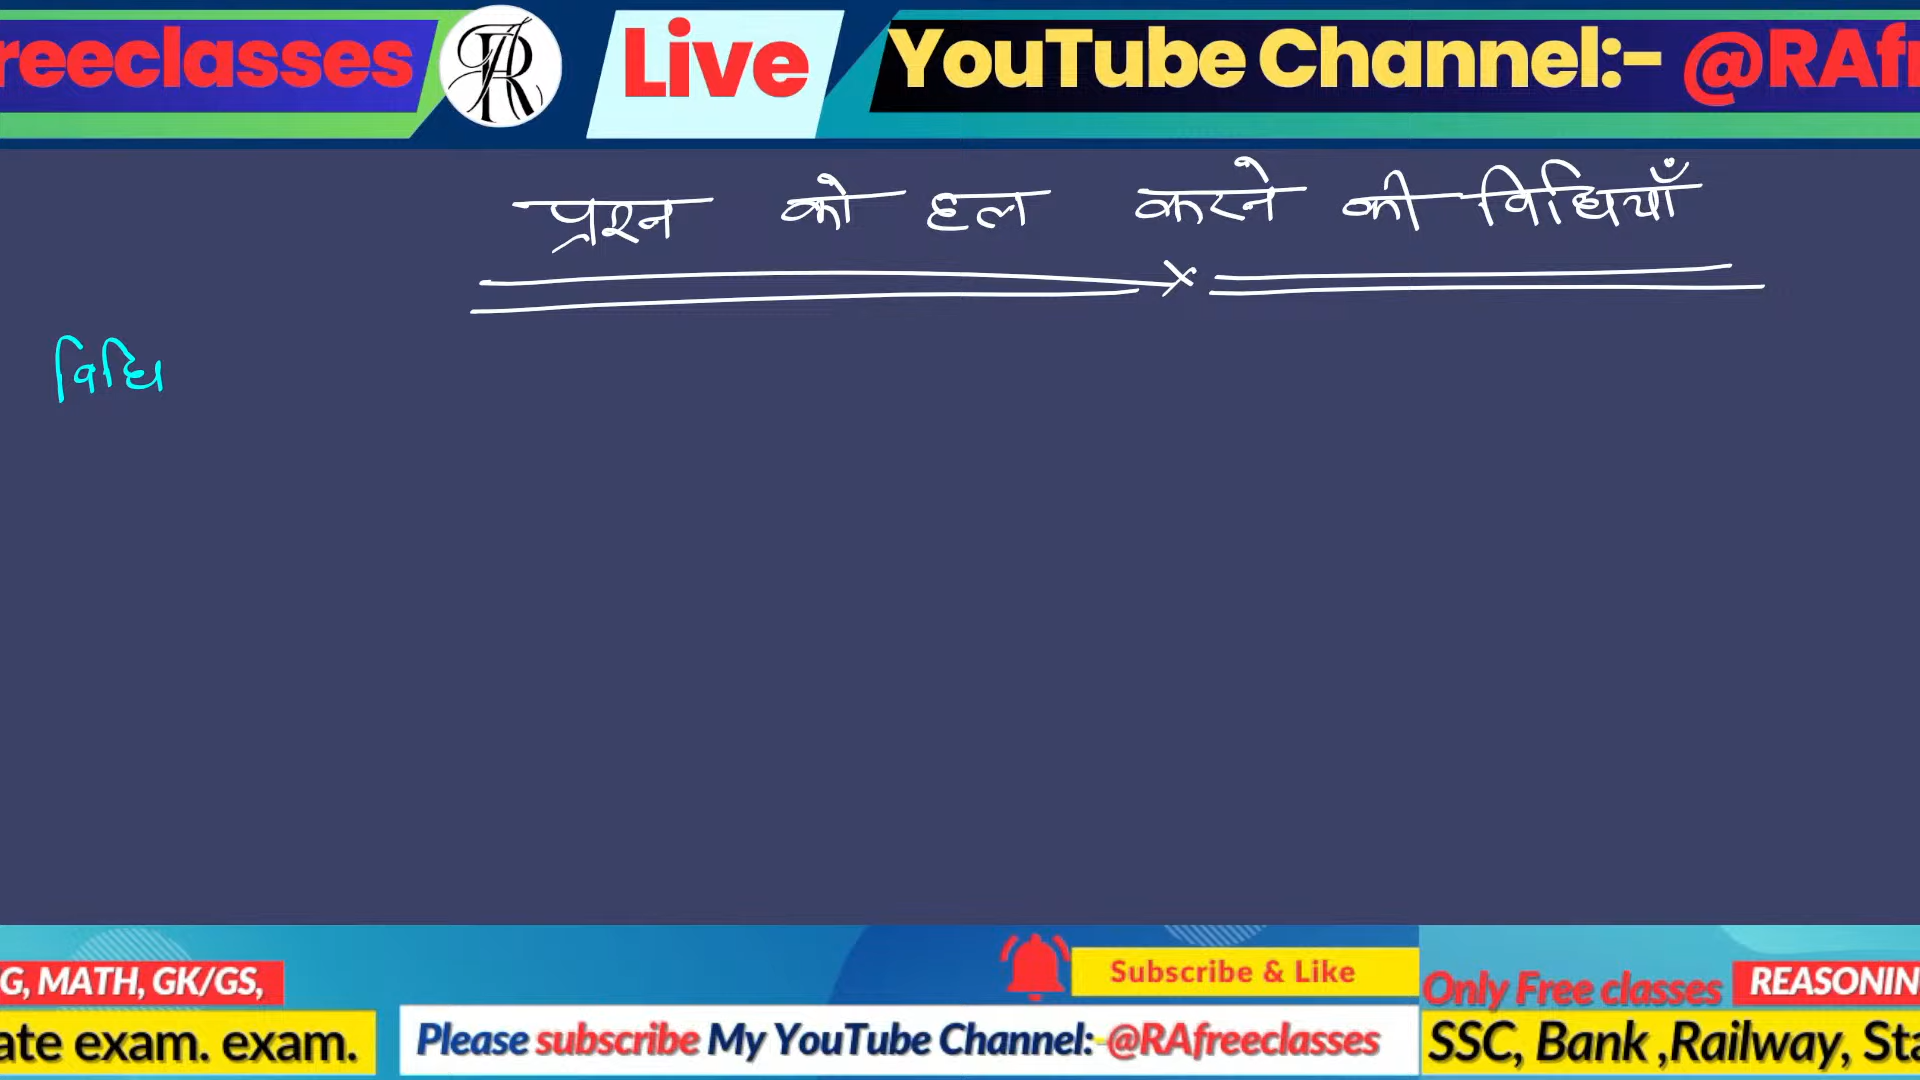 reeclasses Live YouTube Channel:- @RAfr
प्रश्न को हल करने की विधियाँ
विधि
G, MATH, GK/GS, Subscribe & Like Only Free classes REASONIN
ate exam. exam. Please subscribe My YouTube Channel:-@RAfreeclasses SSC, Bank ,Railway, Sta